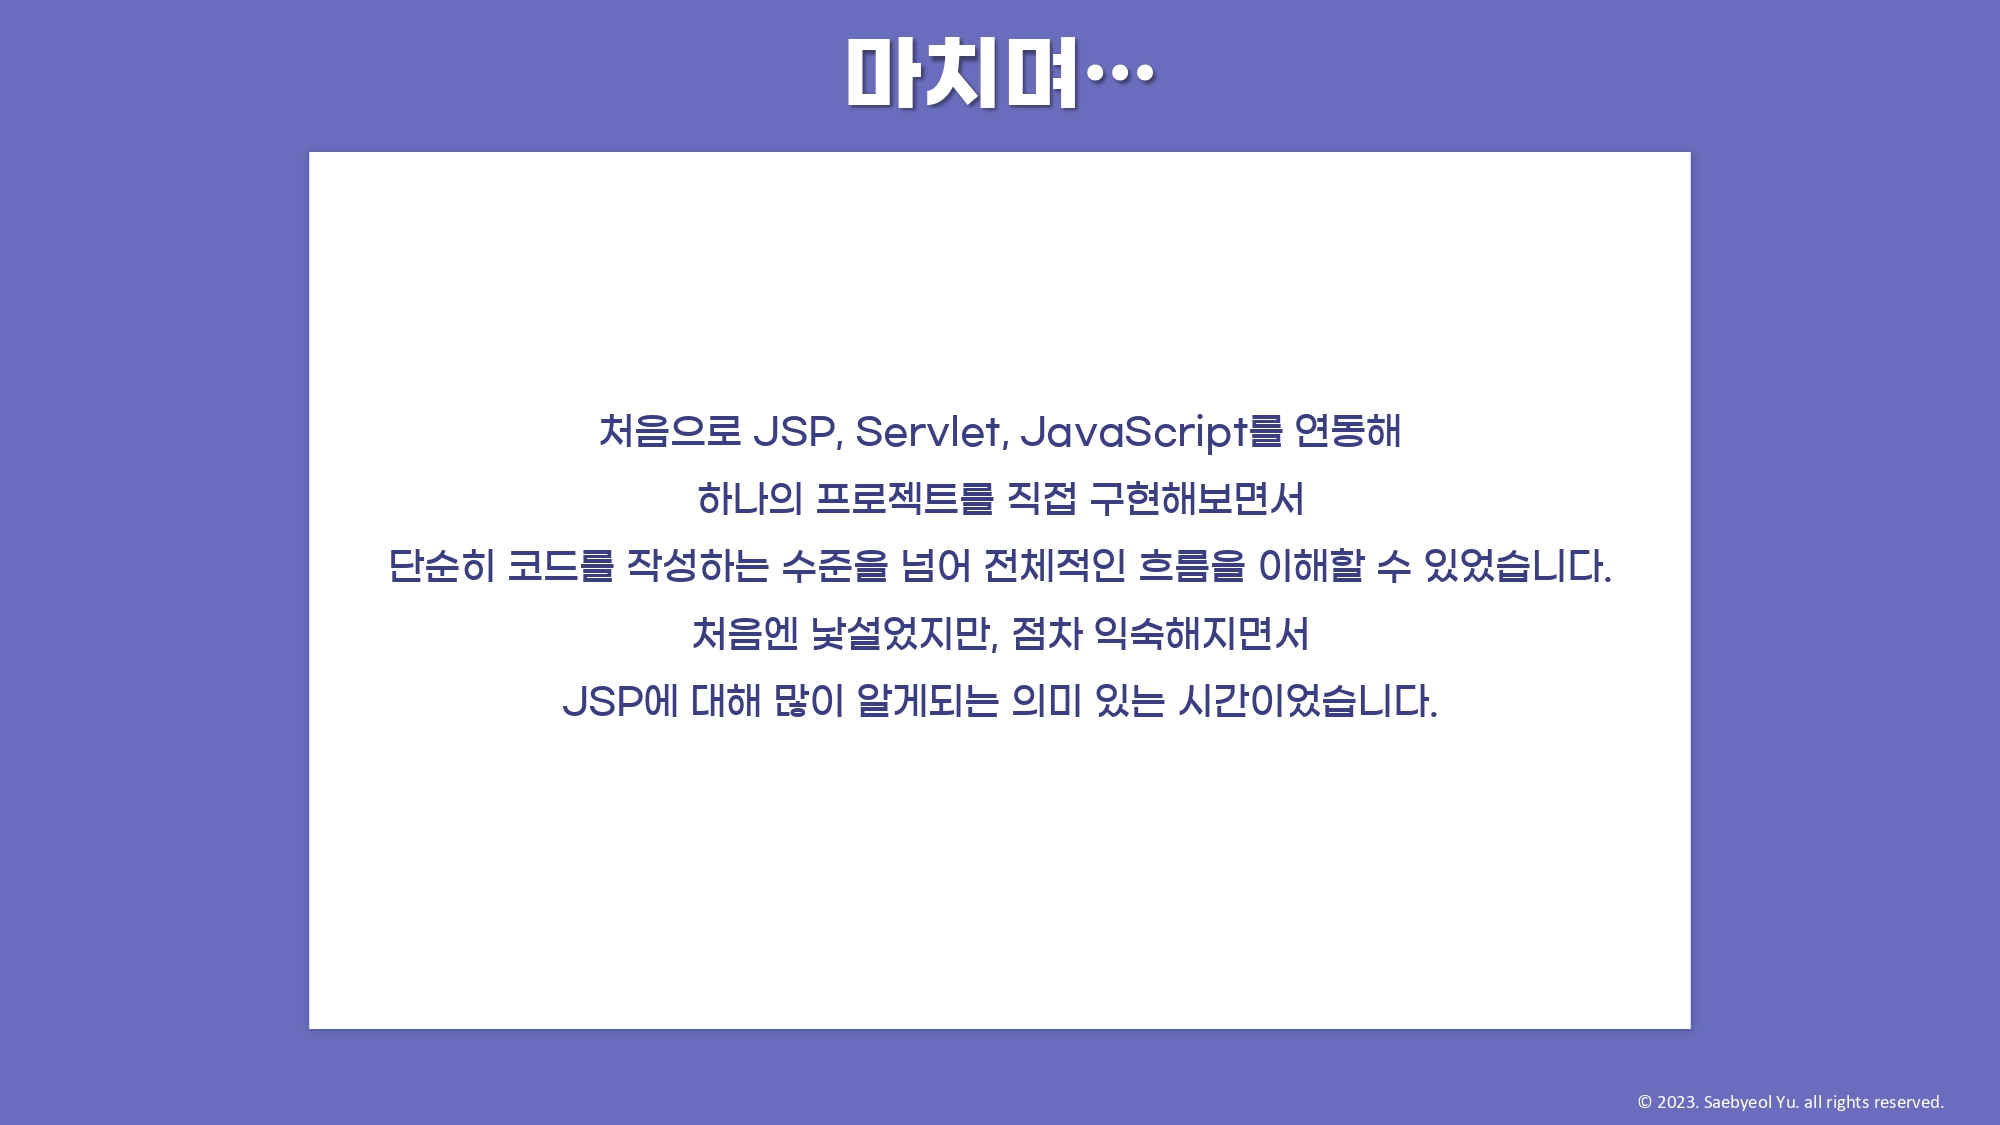 마치며…
처음으로 JSP, Servlet, JavaScript를 연동해
하나의 프로젝트를 직접 구현해보면서
단순히 코드를 작성하는 수준을 넘어 전체적인 흐름을 이해할 수 있었습니다.
처음엔 낯설었지만, 점차 익숙해지면서
JSP에 대해 많이 알게되는 의미 있는 시간이었습니다.
© 2023. Saebyeol Yu. all rights reserved.